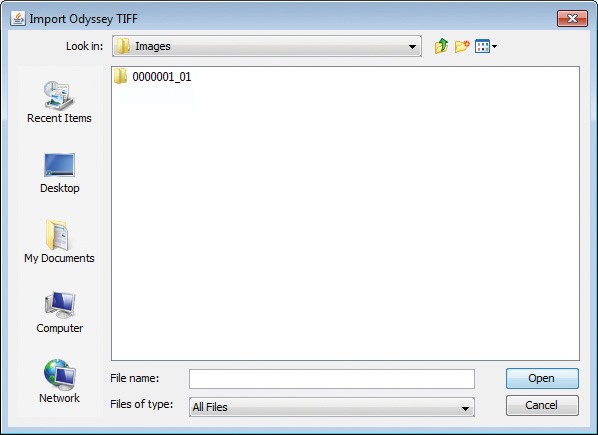 Import Odyssey TIFF
Look in: Images
0000001_01
Recent Items
Desktop
My Documents
Computer
Network
File name: Open
Files of type: All Files Cancel